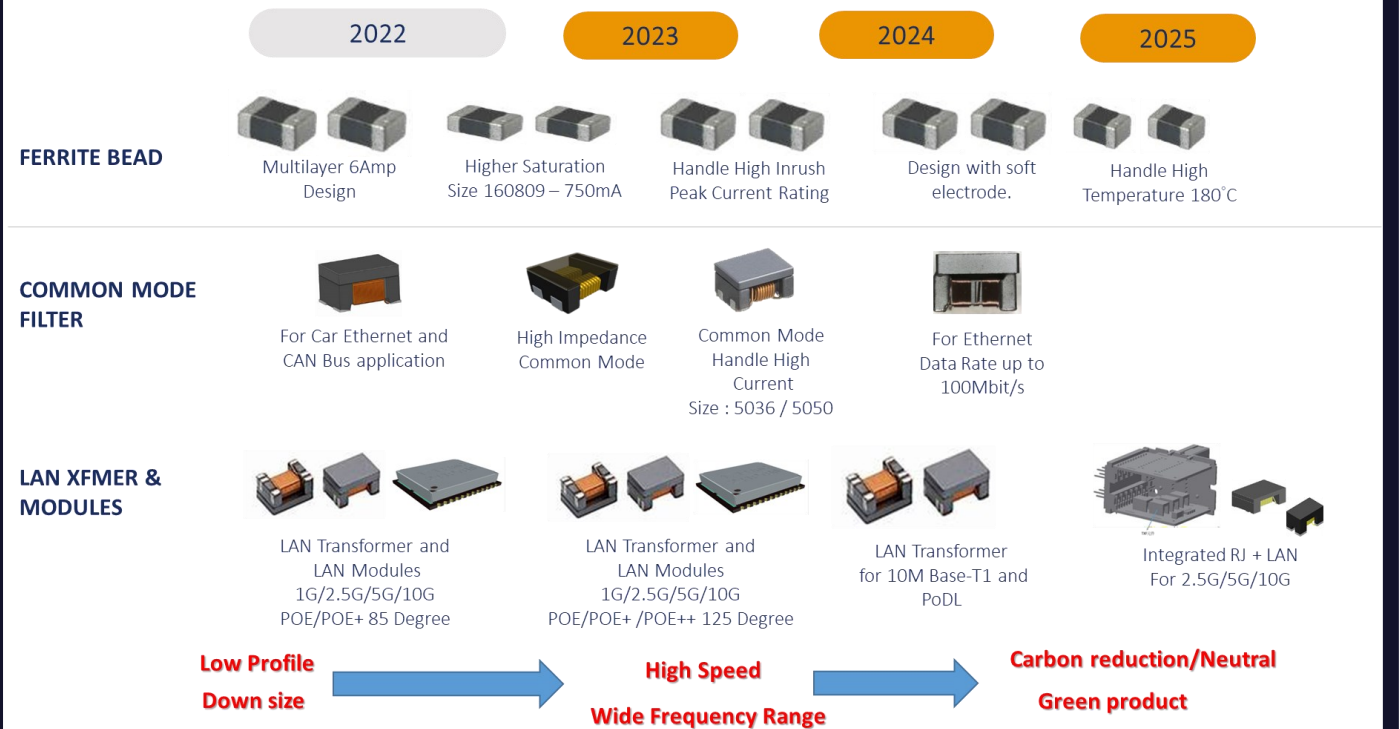 2022
2023
2024
2025
FERRITE BEAD
Multilayer 6Amp
Design
Higher Saturation
Size 160809 – 750mA
Handle High Inrush
Peak Current Rating
Design with soft
electrode.
Handle High
Temperature 180°C
COMMON MODE
FILTER
For Car Ethernet and
CAN Bus application
High Impedance
Common Mode
Common Mode
Handle High
Current
Size : 5036 / 5050
For Ethernet
Data Rate up to
100Mbit/s
LAN XFMER &
MODULES
LAN Transformer and
LAN Modules
1G/2.5G/5G/10G
POE/POE+ 85 Degree
LAN Transformer and
LAN Modules
1G/2.5G/5G/10G
POE/POE+ /POE++ 125 Degree
LAN Transformer
for 10M Base-T1 and
PoDL
Integrated RJ + LAN
For 2.5G/5G/10G
Low Profile
Down size
High Speed
Wide Frequency Range
Carbon reduction/Neutral
Green product